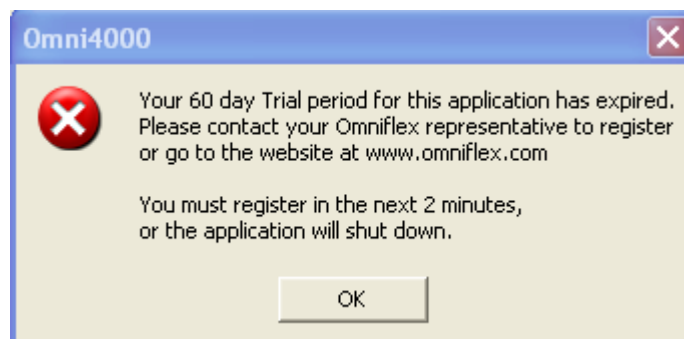 Omni4000
Your 60 day Trial period for this application has expired.
Please contact your Omniflex representative to register
or go to the website at www.omniflex.com
You must register in the next 2 minutes,
or the application will shut down.
OK